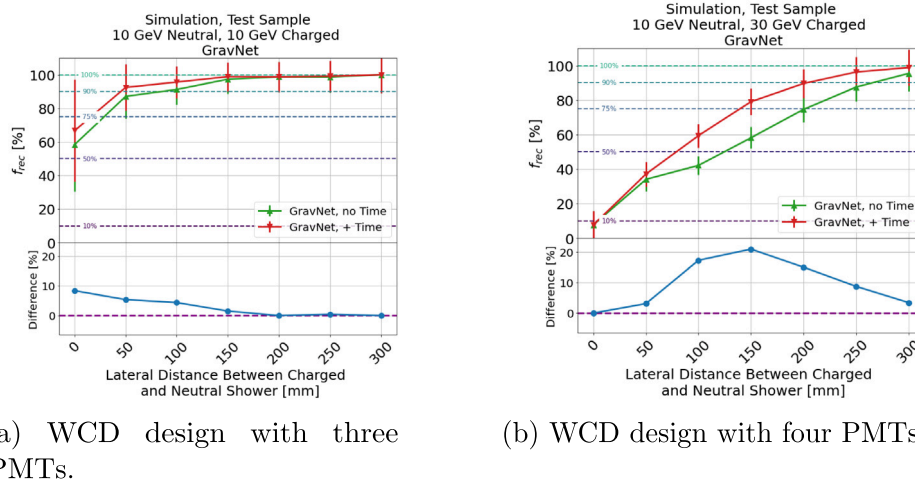 Simulation, Test Sample
10 GeV Neutral, 10 GeV Charged
GravNet
100
80
60
40
20
0
f_rec [%]
100%
90%
75%
50%
10%
GravNet, no Time
GravNet, + Time
20
10
0
Difference [%]
0
50
100
150
200
250
300
Lateral Distance Between Charged
and Neutral Shower [mm]
a) WCD design with three
PMTs.
Simulation, Test Sample
10 GeV Neutral, 30 GeV Charged
GravNet
100
80
60
40
20
0
f_rec [%]
100%
90%
75%
50%
10%
GravNet, no Time
GravNet, + Time
20
10
0
Difference [%]
0
50
100
150
200
250
300
Lateral Distance Between Charged
and Neutral Shower [mm]
(b) WCD design with four PMTs